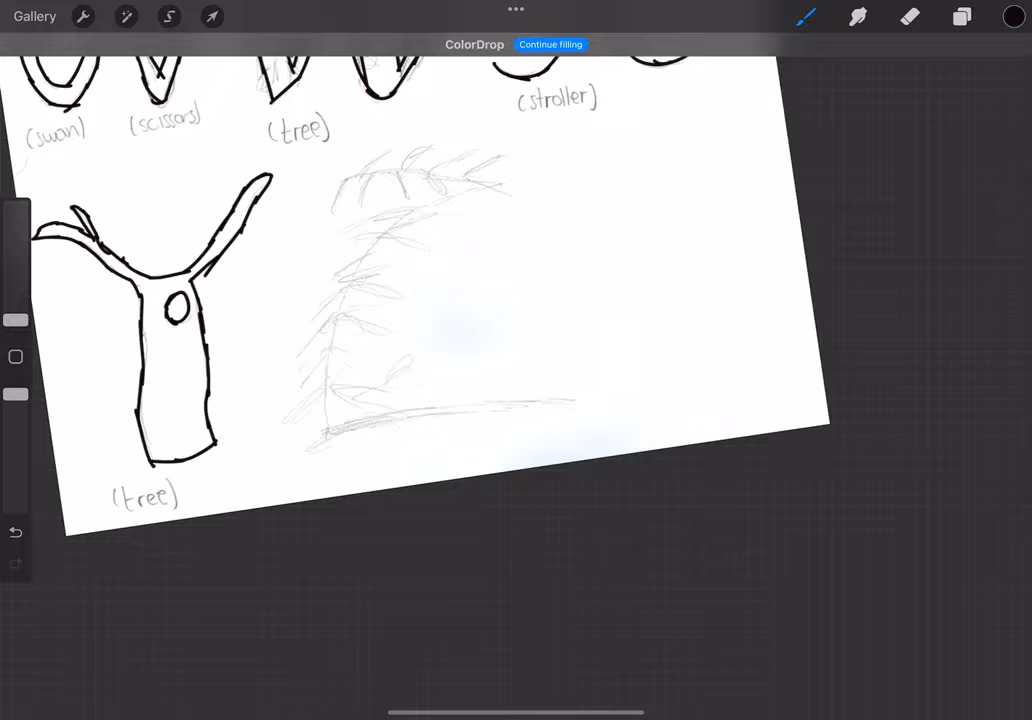 Gallery
ColorDrop Continue filling
(swan) (scissors) (tree) (stroller)
(tree)